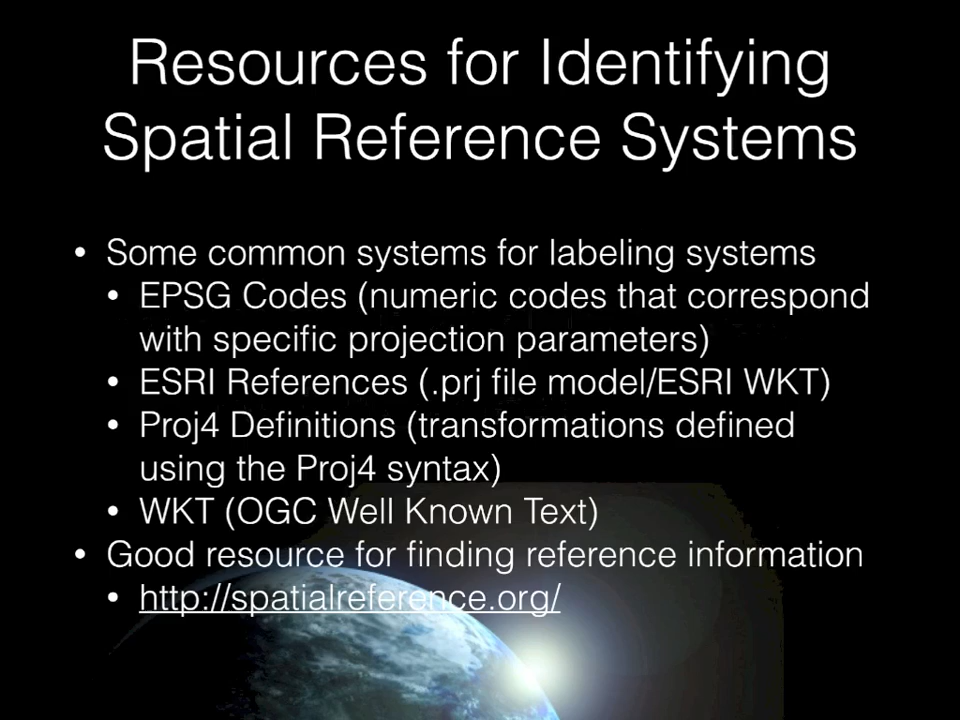 Resources for Identifying
Spatial Reference Systems
• Some common systems for labeling systems
• EPSG Codes (numeric codes that correspond
with specific projection parameters)
• ESRI References (.prj file model/ESRI WKT)
• Proj4 Definitions (transformations defined
using the Proj4 syntax)
• WKT (OGC Well Known Text)
• Good resource for finding reference information
• http://spatialreference.org/